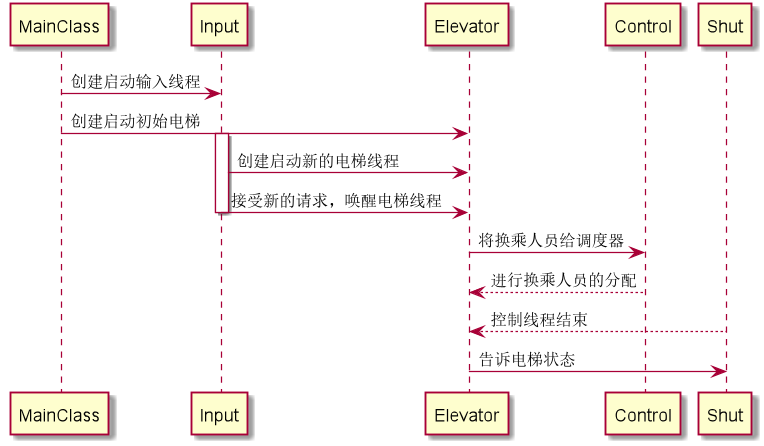 MainClass Input Elevator Control Shut
创建启动输入线程
创建启动初始电梯
创建启动新的电梯线程
接受新的请求，唤醒电梯线程
将换乘人员给调度器
进行换乘人员的分配
控制线程结束
告诉电梯状态
MainClass Input Elevator Control Shut